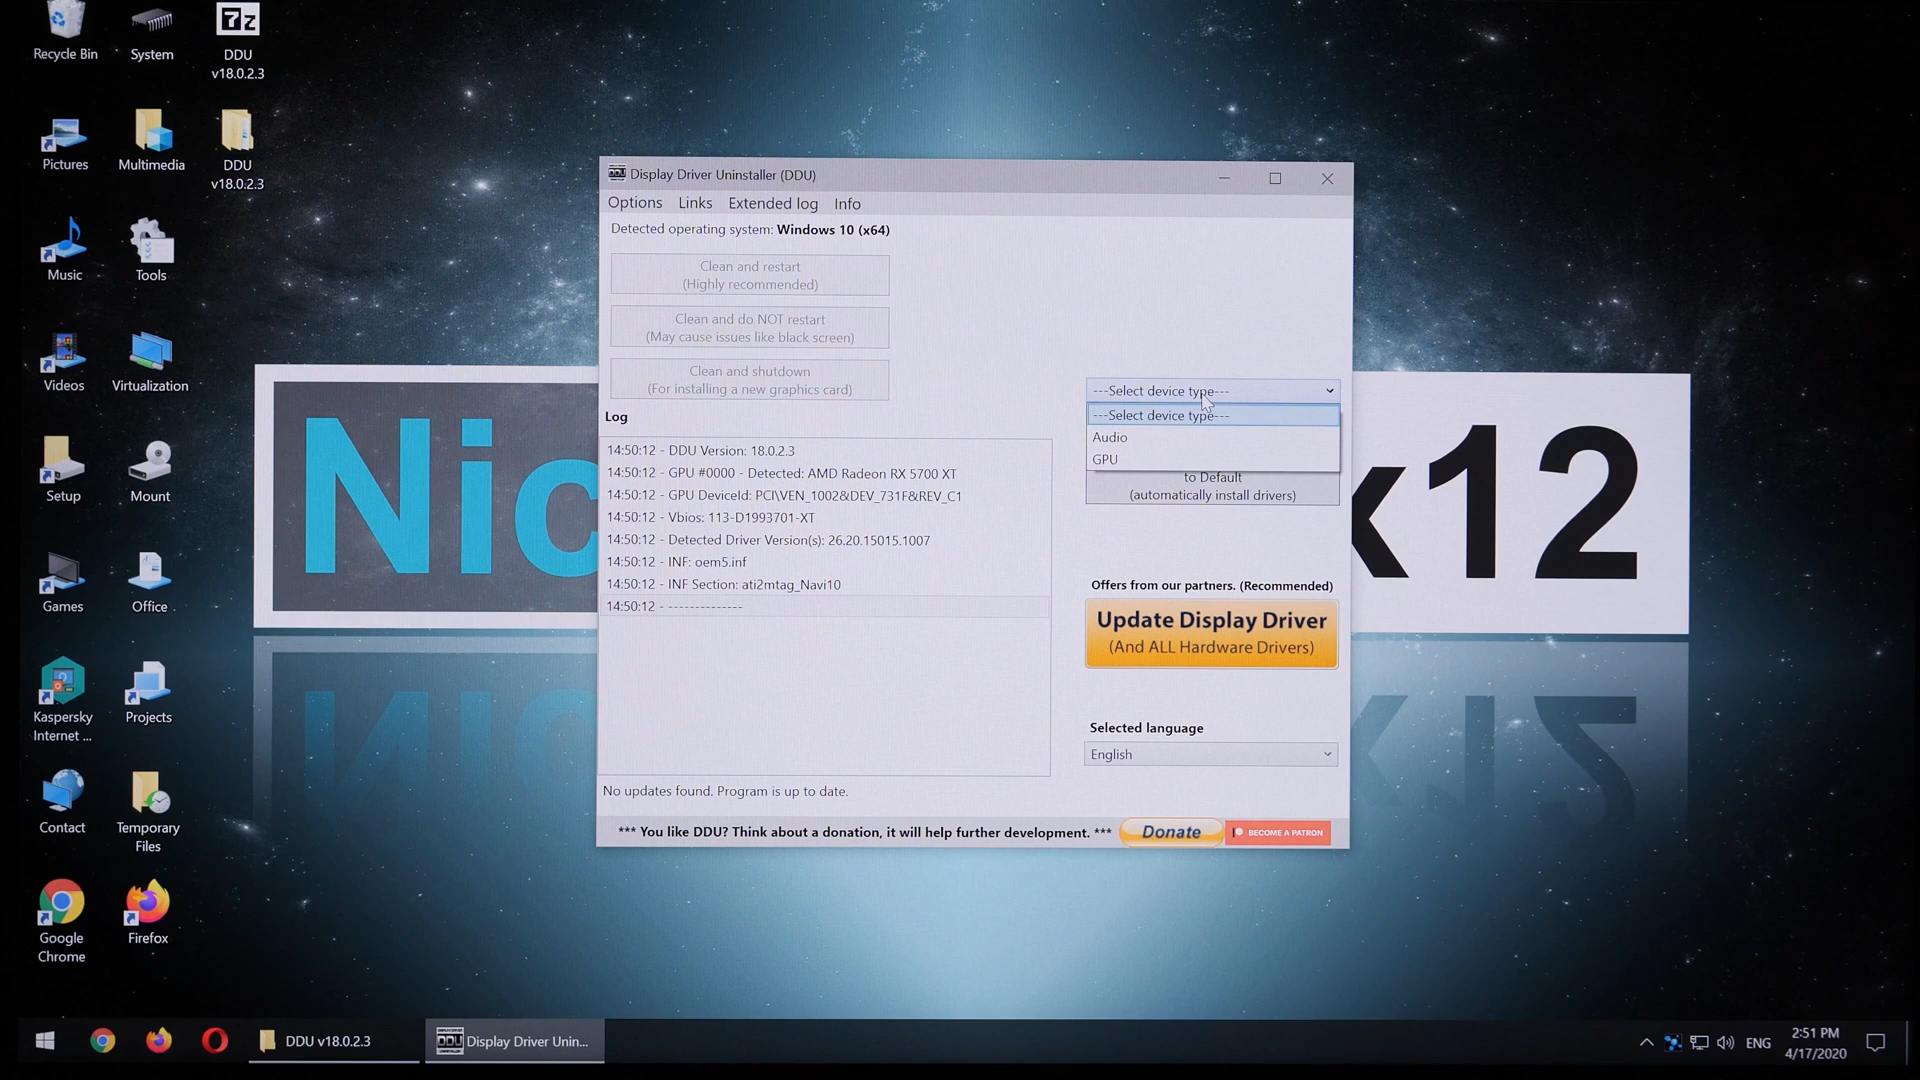 Recycle Bin
System
7z
DDU
v18.0.2.3
Pictures
Multimedia
DDU
v18.0.2.3
Music
Tools
Videos
Virtualization
Setup
Mount
Games
Office
Kaspersky
Internet ...
Projects
Contact
Temporary
Files
Google
Chrome
Firefox
Nic
x12
DDU
Display Driver Uninstaller (DDU)
Options
Links
Extended log
Info
Detected operating system: Windows 10 (x64)
Clean and restart
(Highly recommended)
Clean and do NOT restart
(May cause issues like black screen)
Clean and shutdown
(For installing a new graphics card)
Log
14:50:12 - DDU Version: 18.0.2.3
14:50:12 - GPU #0000 - Detected: AMD Radeon RX 5700 XT
14:50:12 - GPU DeviceId: PCI\VEN_1002&DEV_731F&REV_C1
14:50:12 - Vbios: 113-D1993701-XT
14:50:12 - Detected Driver Version(s): 26.20.15015.1007
14:50:12 - INF: oem5.inf
14:50:12 - INF Section: ati2mtag_Navi10
14:50:12 - --------------
---Select device type---
---Select device type---
Audio
GPU
to Default
(automatically install drivers)
Offers from our partners. (Recommended)
Update Display Driver
(And ALL Hardware Drivers)
Selected language
English
No updates found. Program is up to date.
*** You like DDU? Think about a donation, it will help further development. ***
Donate
BECOME A PATRON
DDU v18.0.2.3
DDU
Display Driver Unin...
ENG
2:51 PM
4/17/2020